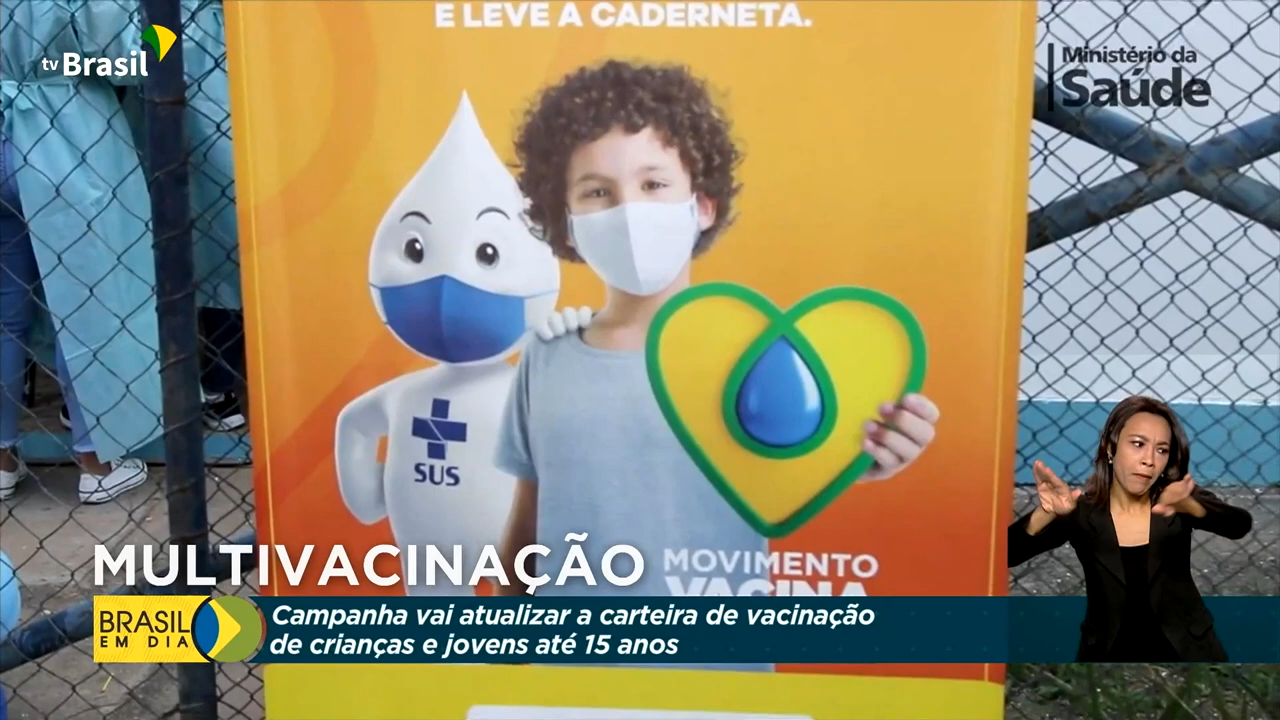 E LEVE A CADERNETA.
tv Brasil
Ministério da
Saúde
SUS
MULTIVACINAÇÃO
MOVIMENTO
VACINA
BRASIL
EM DIA
Campanha vai atualizar a carteira de vacinação
de crianças e jovens até 15 anos